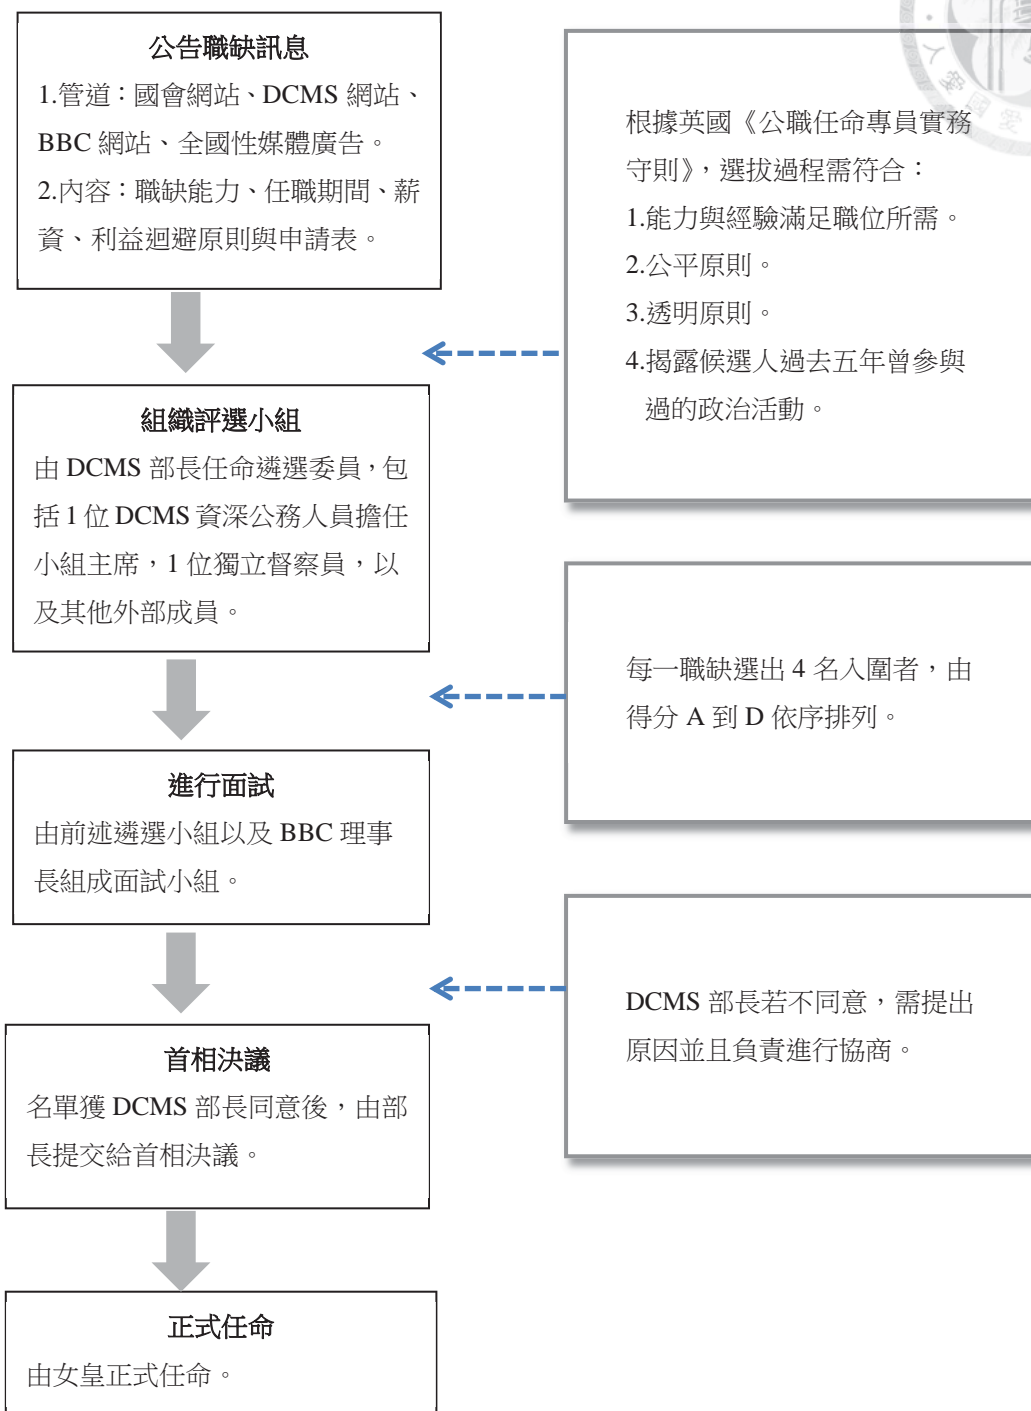 公告職缺訊息
1.管道：國會網站、DCMS 網站、
BBC 網站、全國性媒體廣告。
2.內容：職缺能力、任職期間、薪
資、利益迴避原則與申請表。
根據英國《公職任命專員實務
守則》，選拔過程需符合：
1.能力與經驗滿足職位所需。
2.公平原則。
3.透明原則。
4.揭露候選人過去五年曾參與
過的政治活動。
組織評選小組
由 DCMS 部長任命遴選委員，包
括 1 位 DCMS 資深公務人員擔任
小組主席，1 位獨立督察員，以
及其他外部成員。
每一職缺選出 4 名入圍者，由
得分 A 到 D 依序排列。
進行面試
由前述遴選小組以及 BBC 理事
長組成面試小組。
DCMS 部長若不同意，需提出
原因並且負責進行協商。
首相決議
名單獲 DCMS 部長同意後，由部
長提交給首相決議。
正式任命
由女皇正式任命。